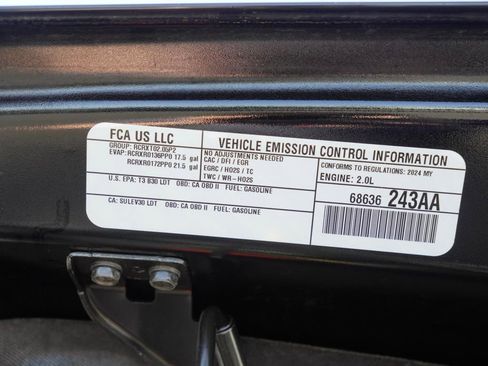 FCA US LLC
GROUP: RCRXT02.05P2
EVAP: RCRXR0136PP0 17.5 gal
RCRXR0172PP0 21.5 gal
U.S. EPA: T3 B30 LDT OBD: CA OBD II FUEL: GASOLINE
CA: SULEV30 LDT OBD: CA OBD II FUEL: GASOLINE
VEHICLE EMISSION CONTROL INFORMATION
NO ADJUSTMENTS NEEDED
CAC / DFI / EGR
EGRC / HO2S / TC
TWC / WR-HO2S
CONFORMS TO REGULATIONS: 2024 MY
ENGINE: 2.0L
68636 243AA